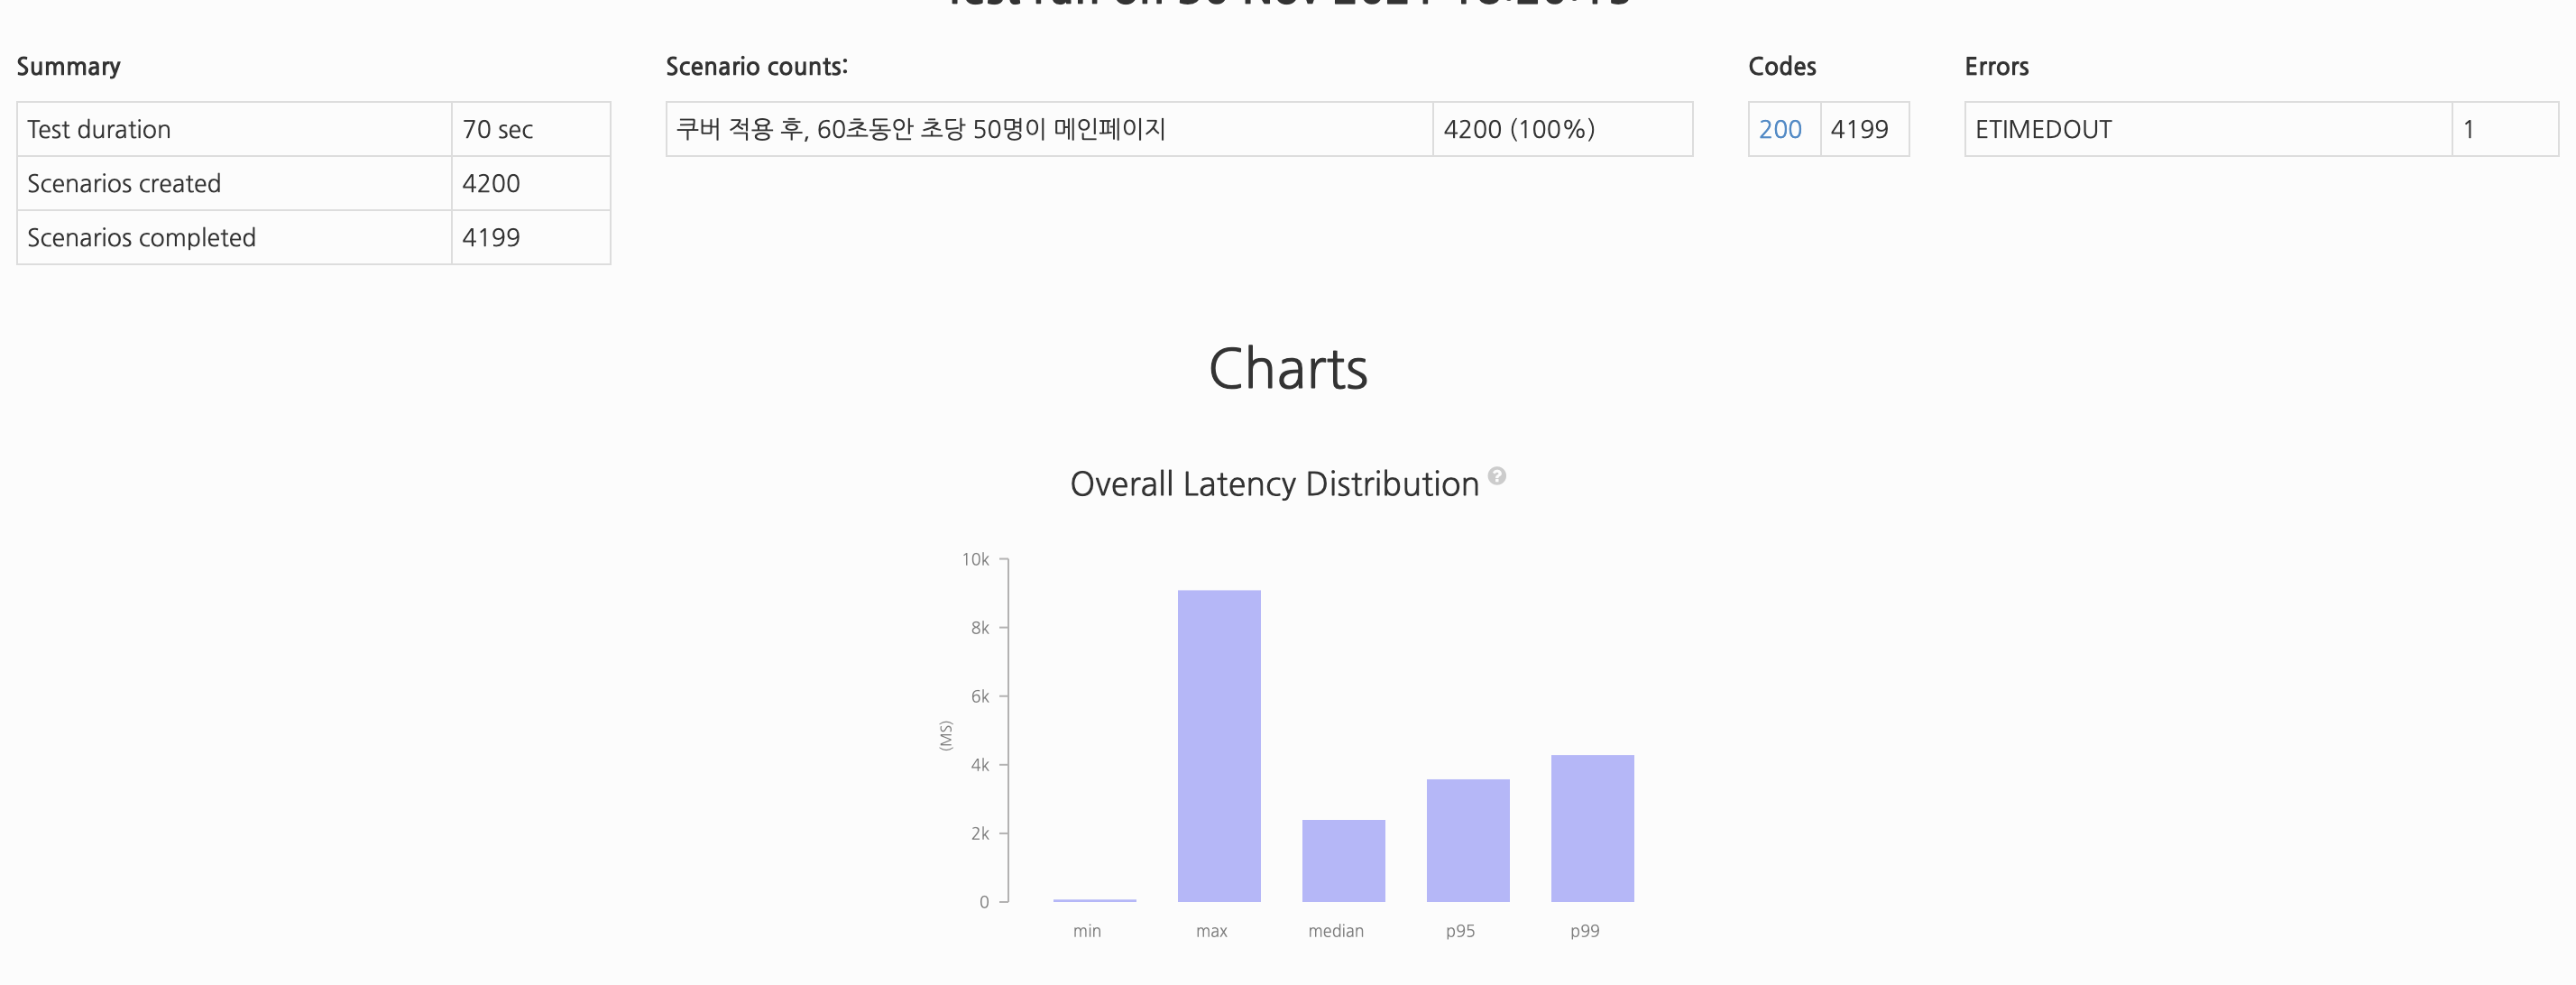 Summary
Test duration 70 sec
Scenarios created 4200
Scenarios completed 4199
Scenario counts:
쿠버 적용 후, 60초동안 초당 50명이 메인페이지 4200 (100%)
Codes
200 4199
Errors
ETIMEDOUT 1
Charts
Overall Latency Distribution ?
(MS)
10k
8k
6k
4k
2k
0
min max median p95 p99